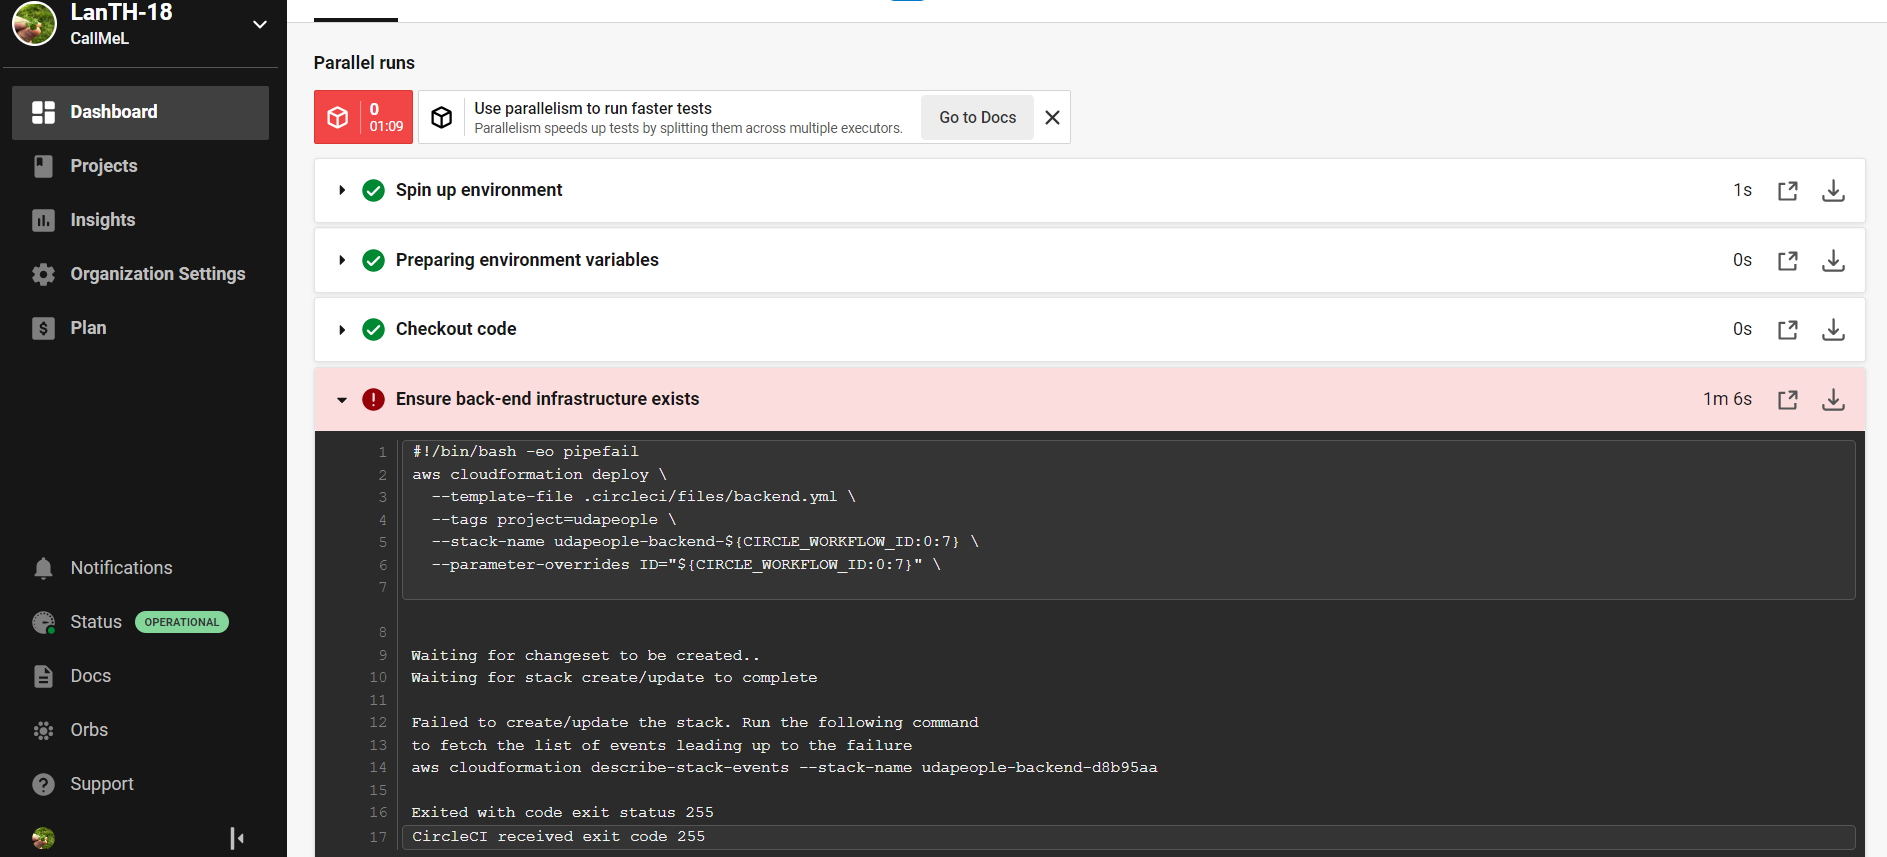 LanTH-18
CallMeL
Dashboard
Projects
Insights
Organization Settings
Plan
Notifications
Status OPERATIONAL
Docs
Orbs
Support
Parallel runs
0
01:09
Use parallelism to run faster tests
Parallelism speeds up tests by splitting them across multiple executors.
Go to Docs
Spin up environment 1s
Preparing environment variables 0s
Checkout code 0s
Ensure back-end infrastructure exists 1m 6s
1 #!/bin/bash -eo pipefail
2 aws cloudformation deploy \
3 --template-file .circleci/files/backend.yml \
4 --tags project=udapeople \
5 --stack-name udapeople-backend-${CIRCLE_WORKFLOW_ID:0:7} \
6 --parameter-overrides ID="${CIRCLE_WORKFLOW_ID:0:7}" \
7
8
9 Waiting for changeset to be created..
10 Waiting for stack create/update to complete
11
12 Failed to create/update the stack. Run the following command
13 to fetch the list of events leading up to the failure
14 aws cloudformation describe-stack-events --stack-name udapeople-backend-d8b95aa
15
16 Exited with code exit status 255
17 CircleCI received exit code 255